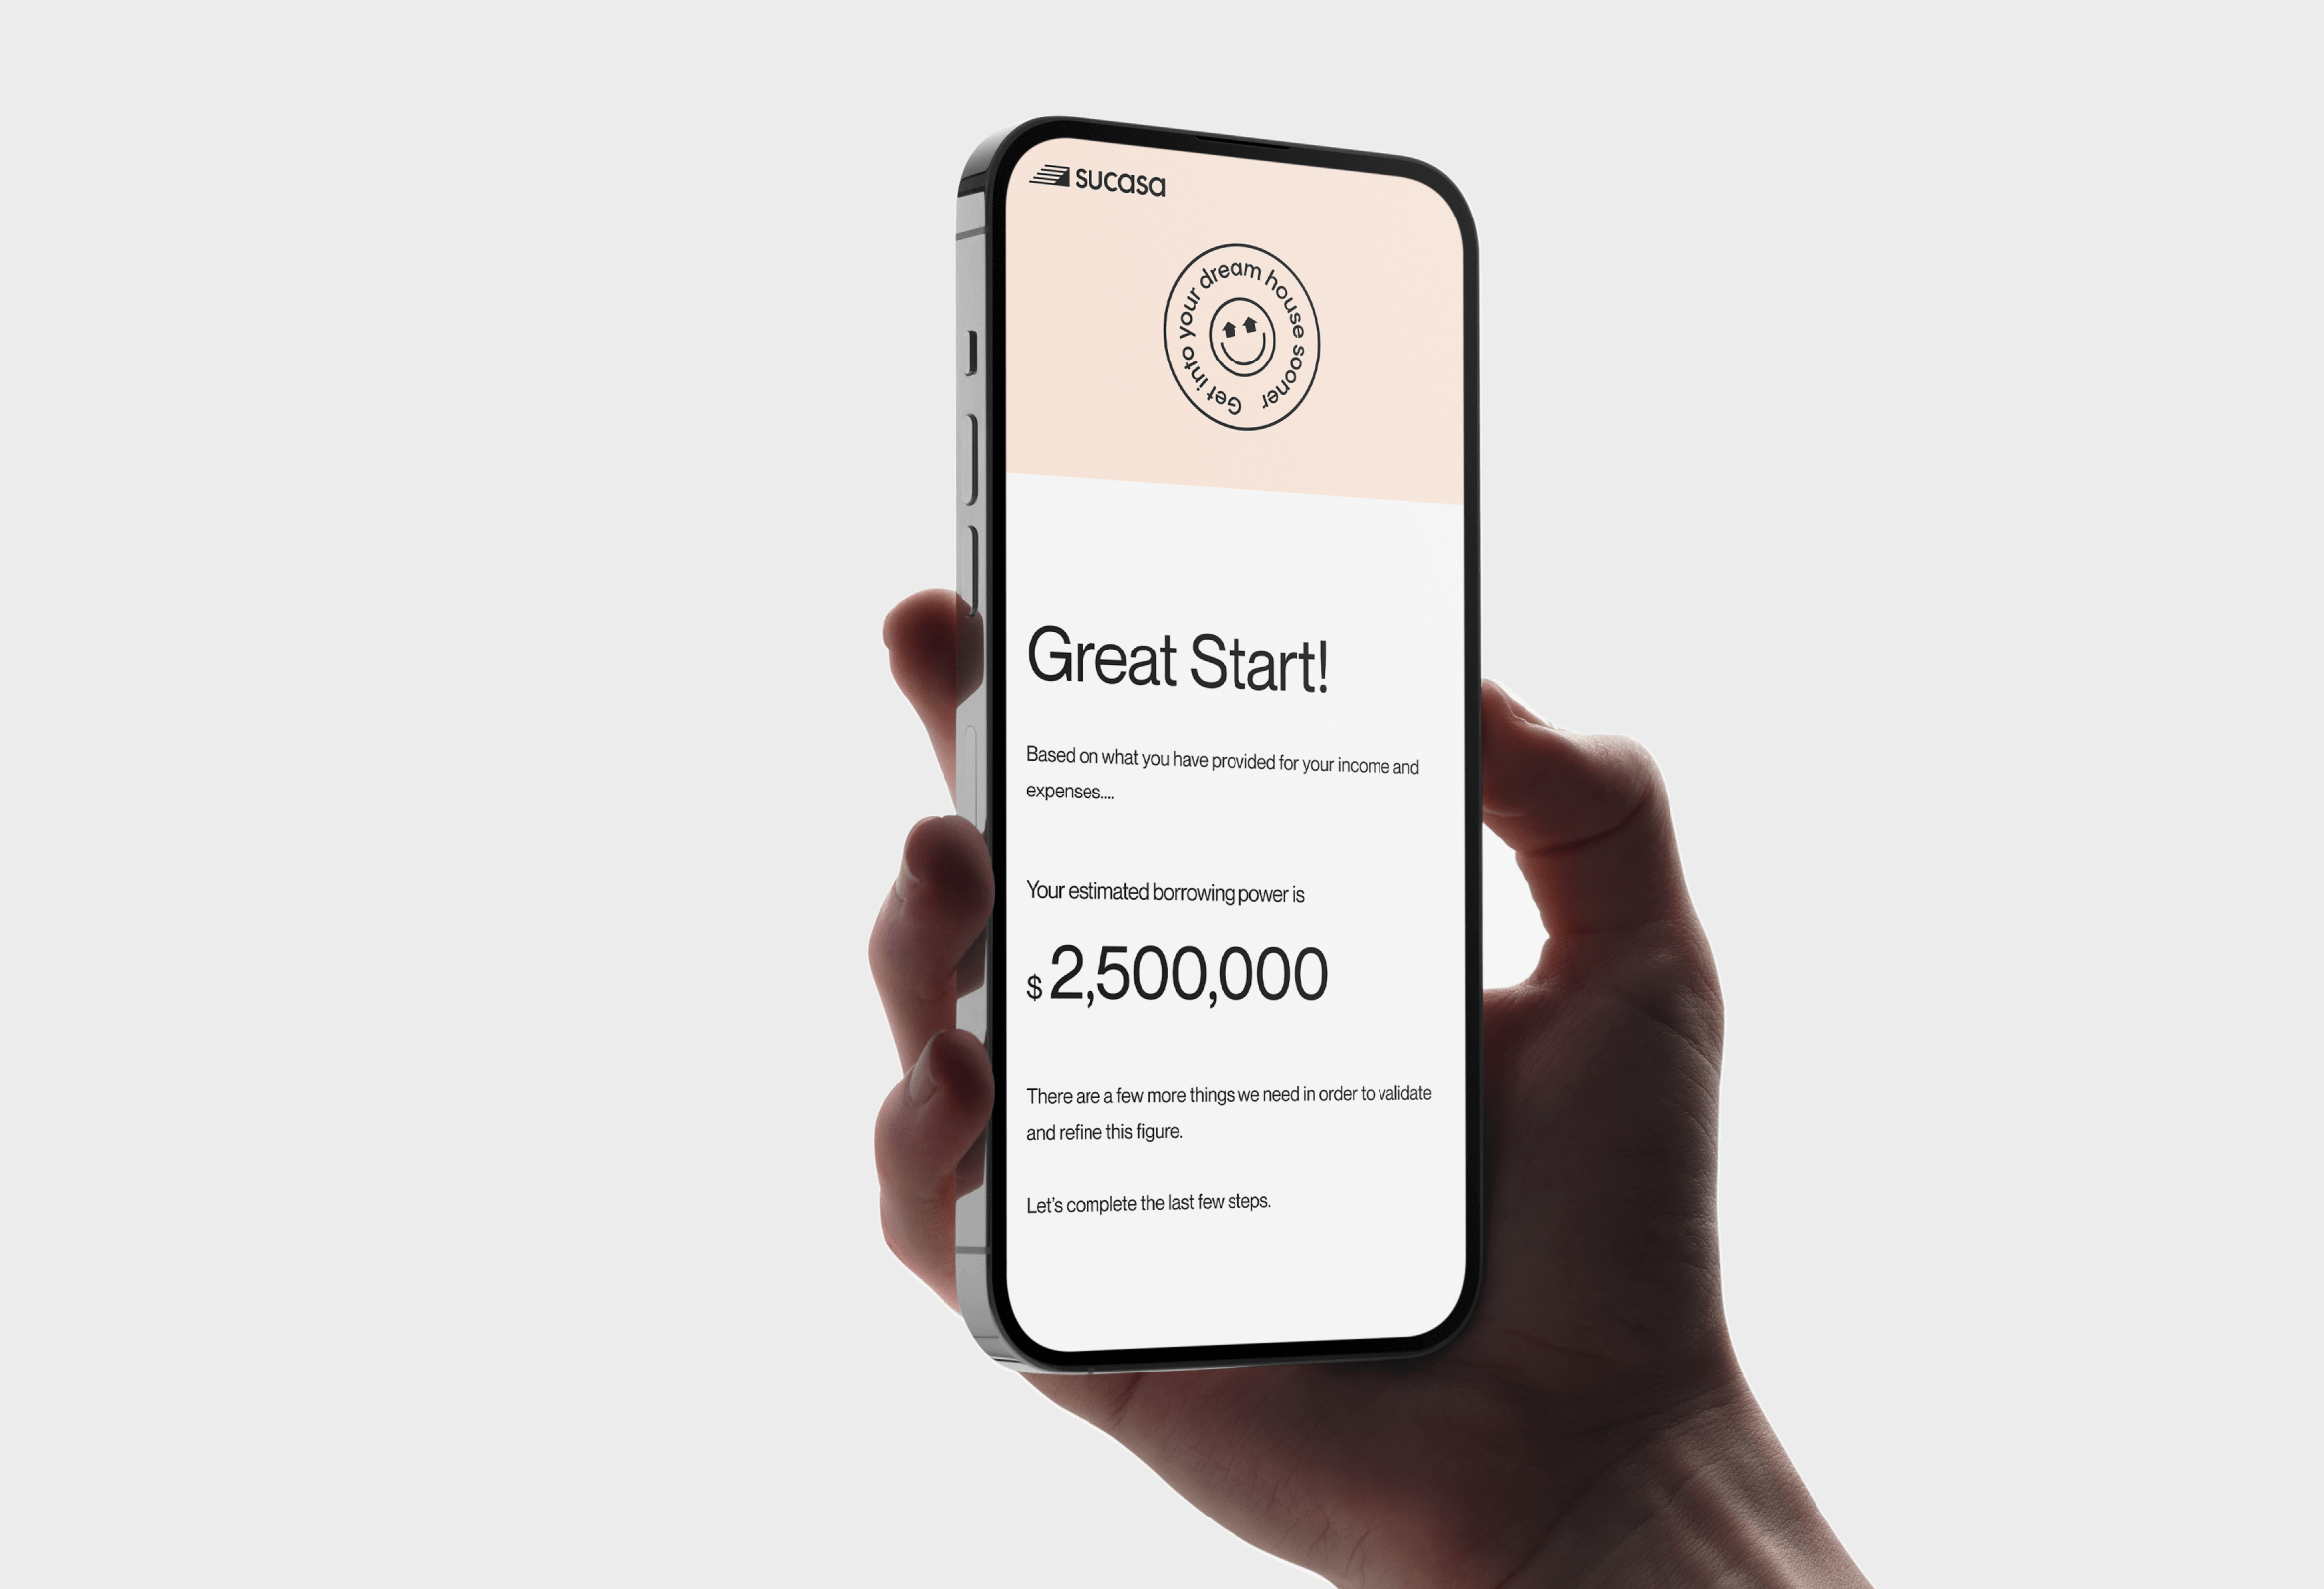 sucasa
Get into your dream house sooner
Great Start!
Based on what you have provided for your income and
expenses....
Your estimated borrowing power is
$ 2,500,000
There are a few more things we need in order to validate
and refine this figure.
Let's complete the last few steps.